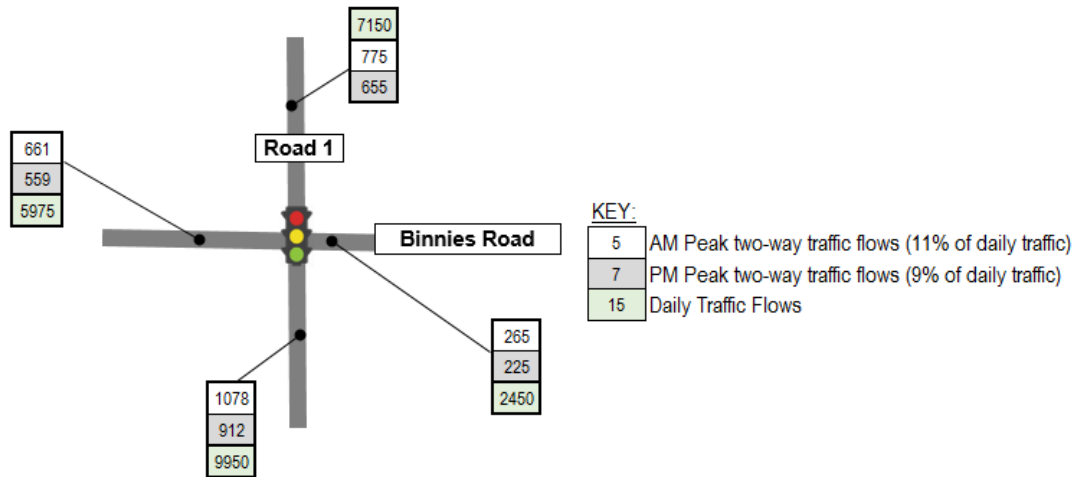 7150
775
655
661
559
5975
Road 1
Binnies Road
KEY:
5 AM Peak two-way traffic flows (11% of daily traffic)
7 PM Peak two-way traffic flows (9% of daily traffic)
15 Daily Traffic Flows
265
225
2450
1078
912
9950